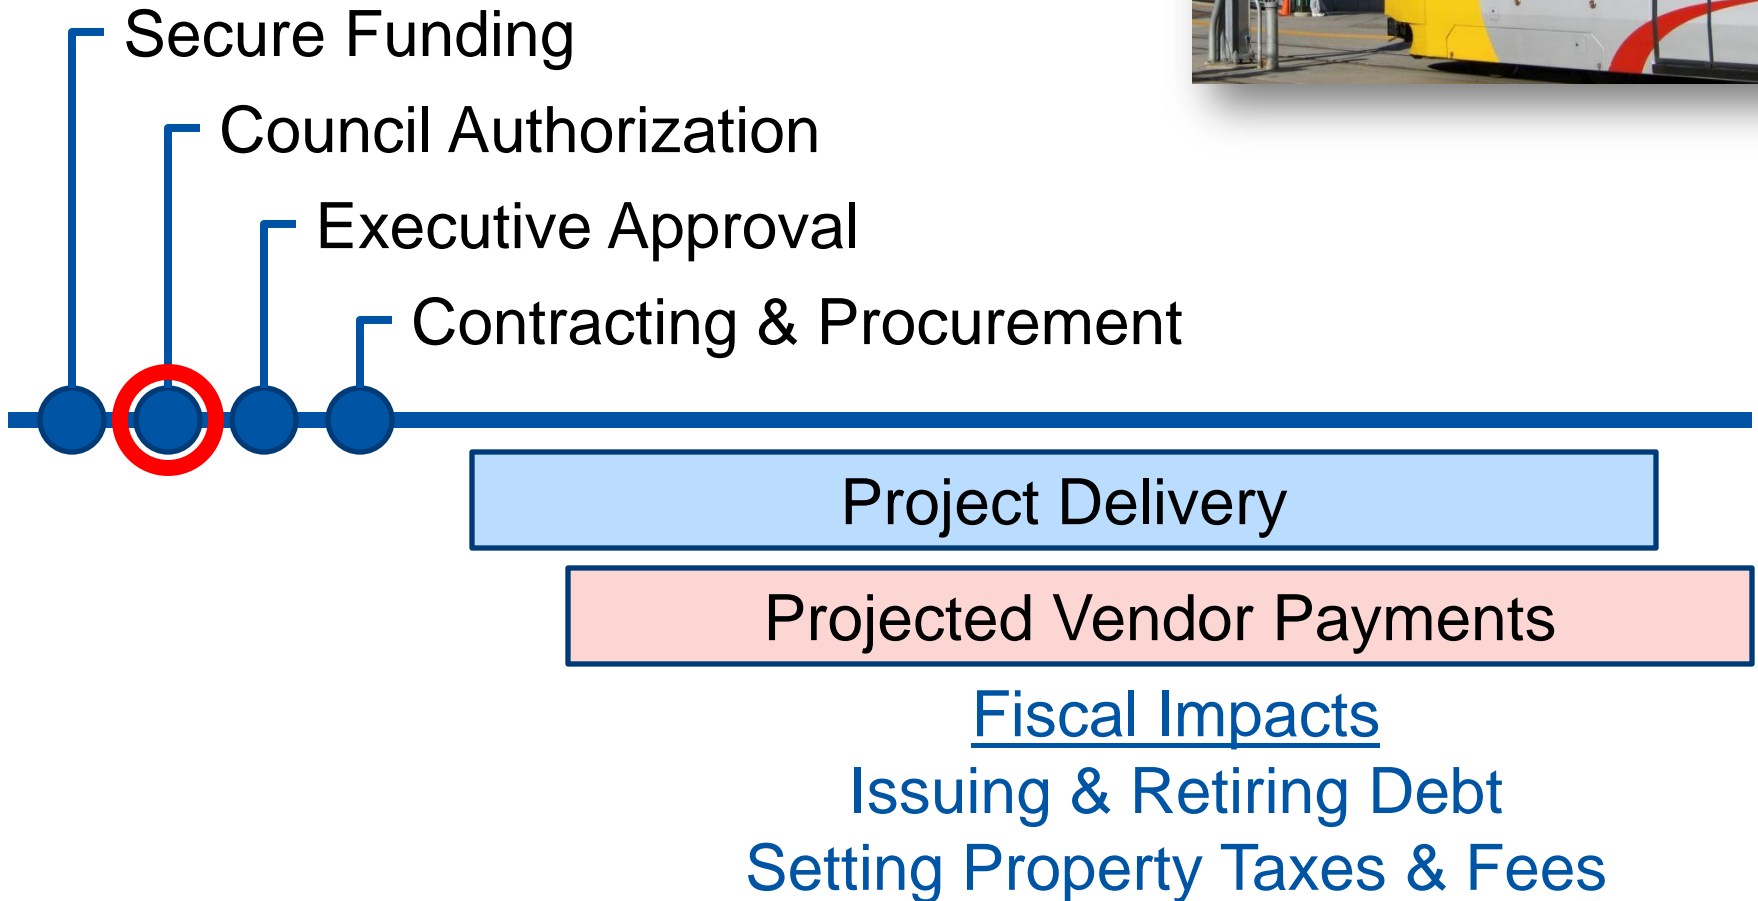 Secure Funding
Council Authorization
Executive Approval
Contracting & Procurement
Project Delivery
Projected Vendor Payments
Fiscal Impacts
Issuing & Retiring Debt
Setting Property Taxes & Fees